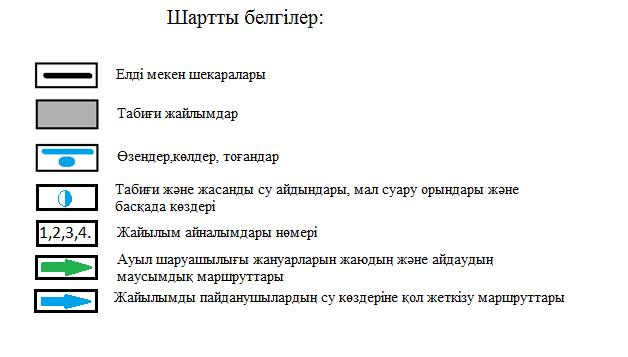 Шартты белгілер:
Елді мекен шекаралары
Табиғи жайылымдар
Өзендер,көлдер, тоғандар
Табиғи және жасанды су айдындары, мал суару орындары және
басқада көздері
1,2,3,4. Жайылым айналымдары нөмері
Ауыл шаруашылығы жануарларын жаюдың және айдаудың
маусымдық маршруттары
Жайылымды пайданушылардың су көздеріне қол жеткізу маршруттары